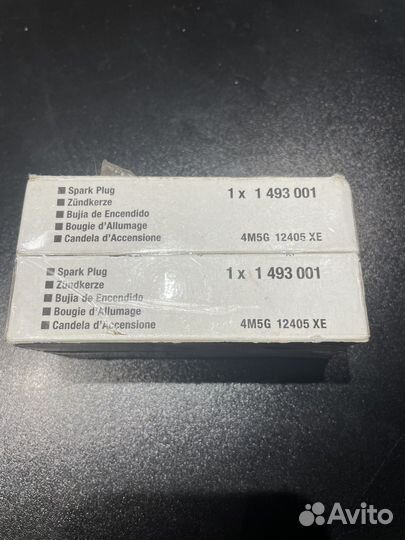 Spark Plug 1 x 1 493 001
Zündkerze
Bujia de Encendido
Bougie d'Allumage
Candela d'Accensione 4M5G 12405 XE
Spark Plug 1 x 1 493 001
Zündkerze
Bujia de Encendido
Bougie d'Allumage
Candela d'Accensione 4M5G 12405 XE
Avito